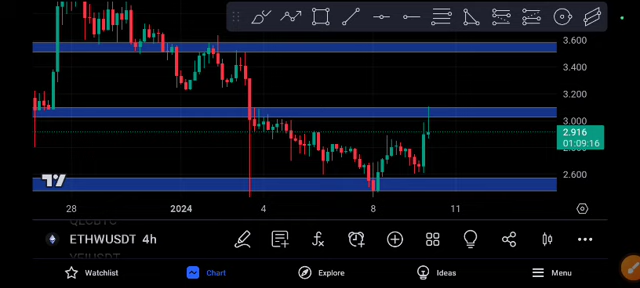 3.600
3.400
3.200
3.000
2.916
01:09:16
2.600
28 2024 4 8 11
ETHWUSDT 4h
Watchlist Chart Explore Ideas Menu